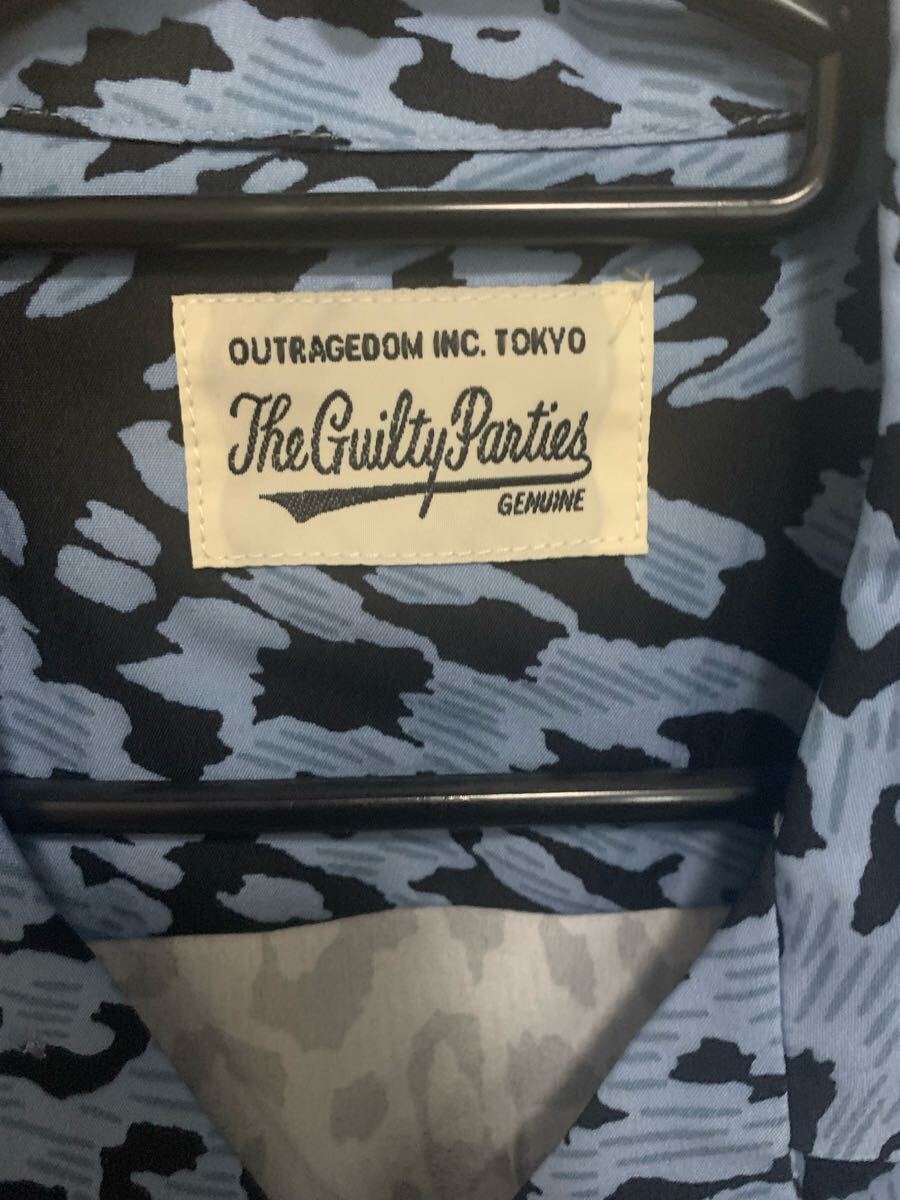 OUTRAGEDOM INC. TOKYO
The Guilty Parties
GENUINE